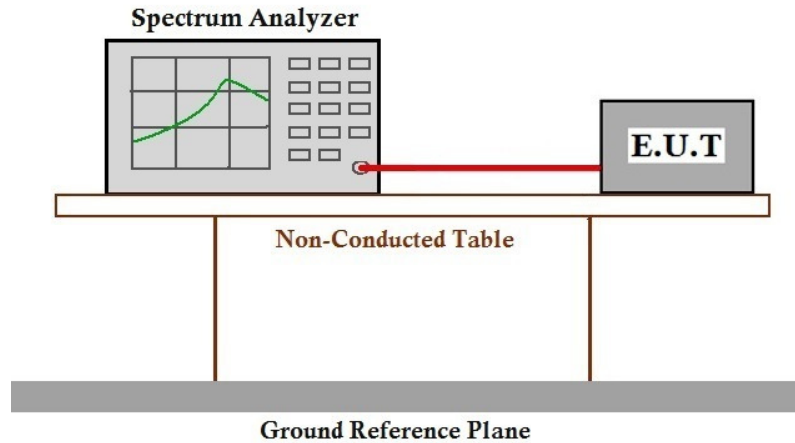 Spectrum Analyzer
E.U.T
Non-Conducted Table
Ground Reference Plane